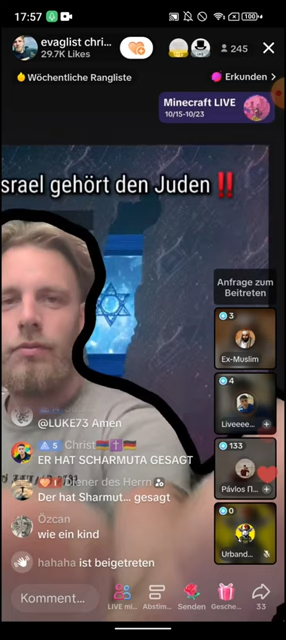 17:57
100+
evaglist chri...
29.7K Likes
245
Wöchentliche Rangliste
Erkunden
Minecraft LIVE
10/15-10/23
srael gehört den Juden ‼️
Anfrage zum
Beitreten
3
Ex-Muslim
4
Liveeee...
133
Pávlos Π...
0
Urband...
@LUKE73 Amen
5 Christ
ER HAT SCHARMUTA GESAGT
Diener des Herrn
Der hat Sharmut... gesagt
Özcan
wie ein kind
hahaha ist beigetreten
Komment...
LIVE mi...
Abstim...
Senden
Gesche...
33